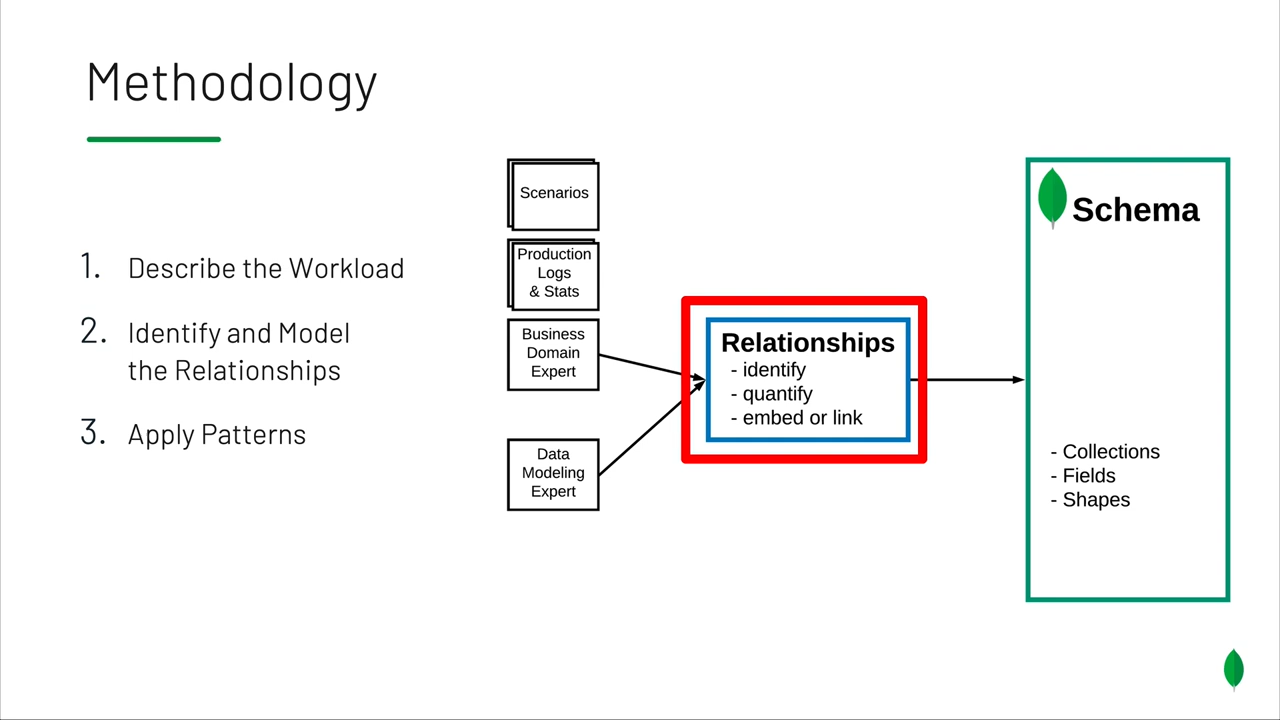 Methodology
1. Describe the Workload
2. Identify and Model
the Relationships
3. Apply Patterns
Scenarios
Production
Logs
& Stats
Business
Domain
Expert
Data
Modeling
Expert
Relationships
- identify
- quantify
- embed or link
Schema
- Collections
- Fields
- Shapes